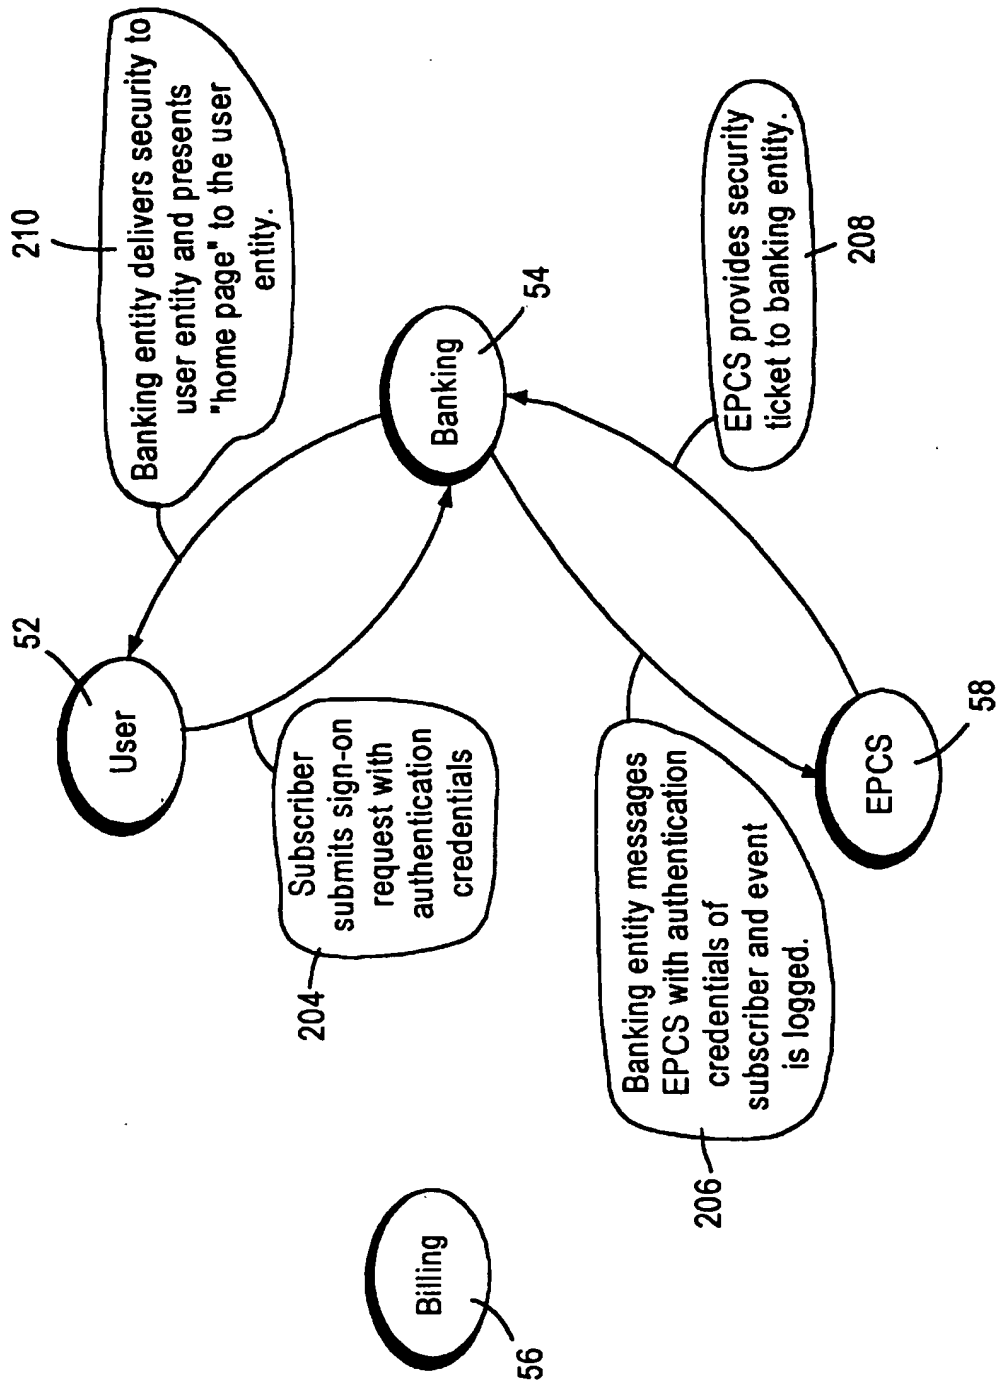 52
User
210
Banking entity delivers security to
user entity and presents
"home page" to the user
entity.
Subscriber
submits sign-on
request with
authentication
credentials
204
Billing
56
Banking
54
Banking entity messages
EPCS with authentication
credentials of
subscriber and event
is logged.
206
EPCS provides security
ticket to banking entity.
208
EPCS
58